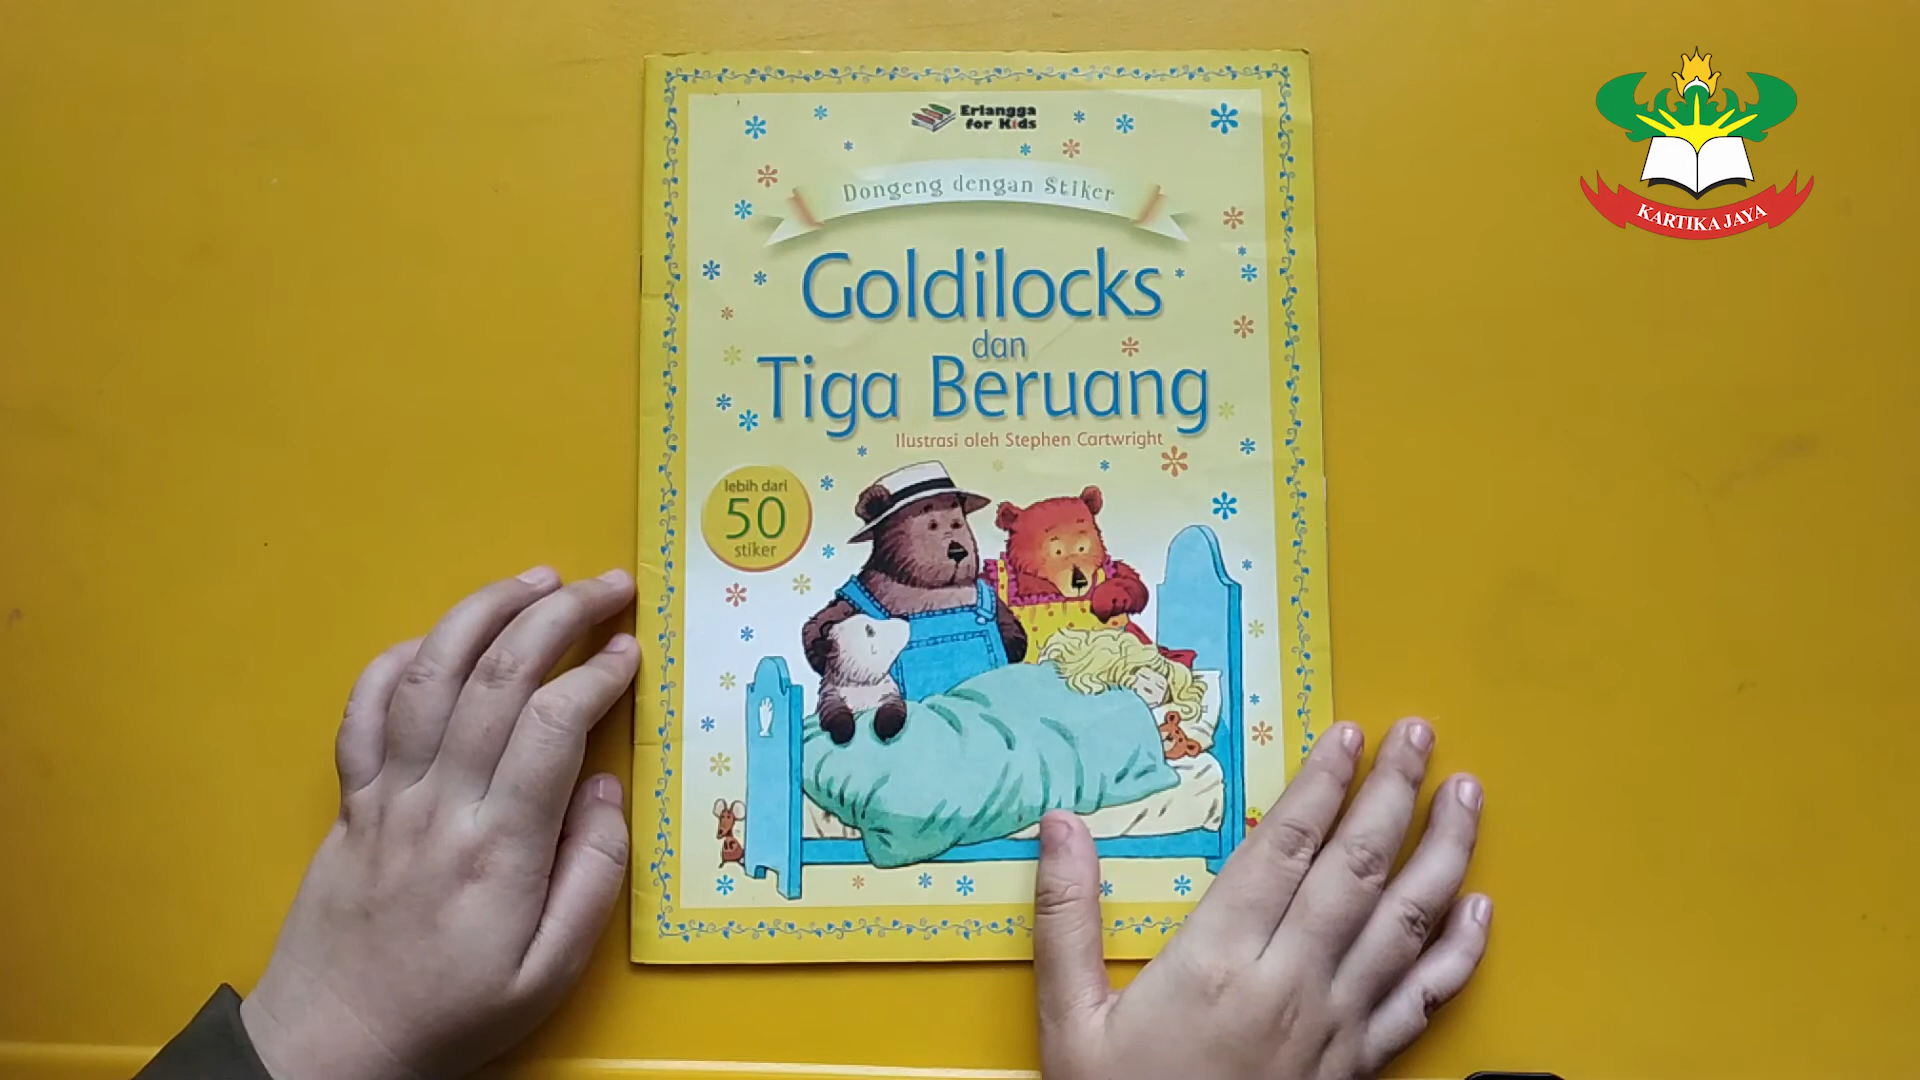 Erlangga
for Kids
Dongeng dengan Stiker
Goldilocks
dan
Tiga Beruang
Ilustrasi oleh Stephen Cartwright
lebih dari
50
stiker
KARTIKA JAYA